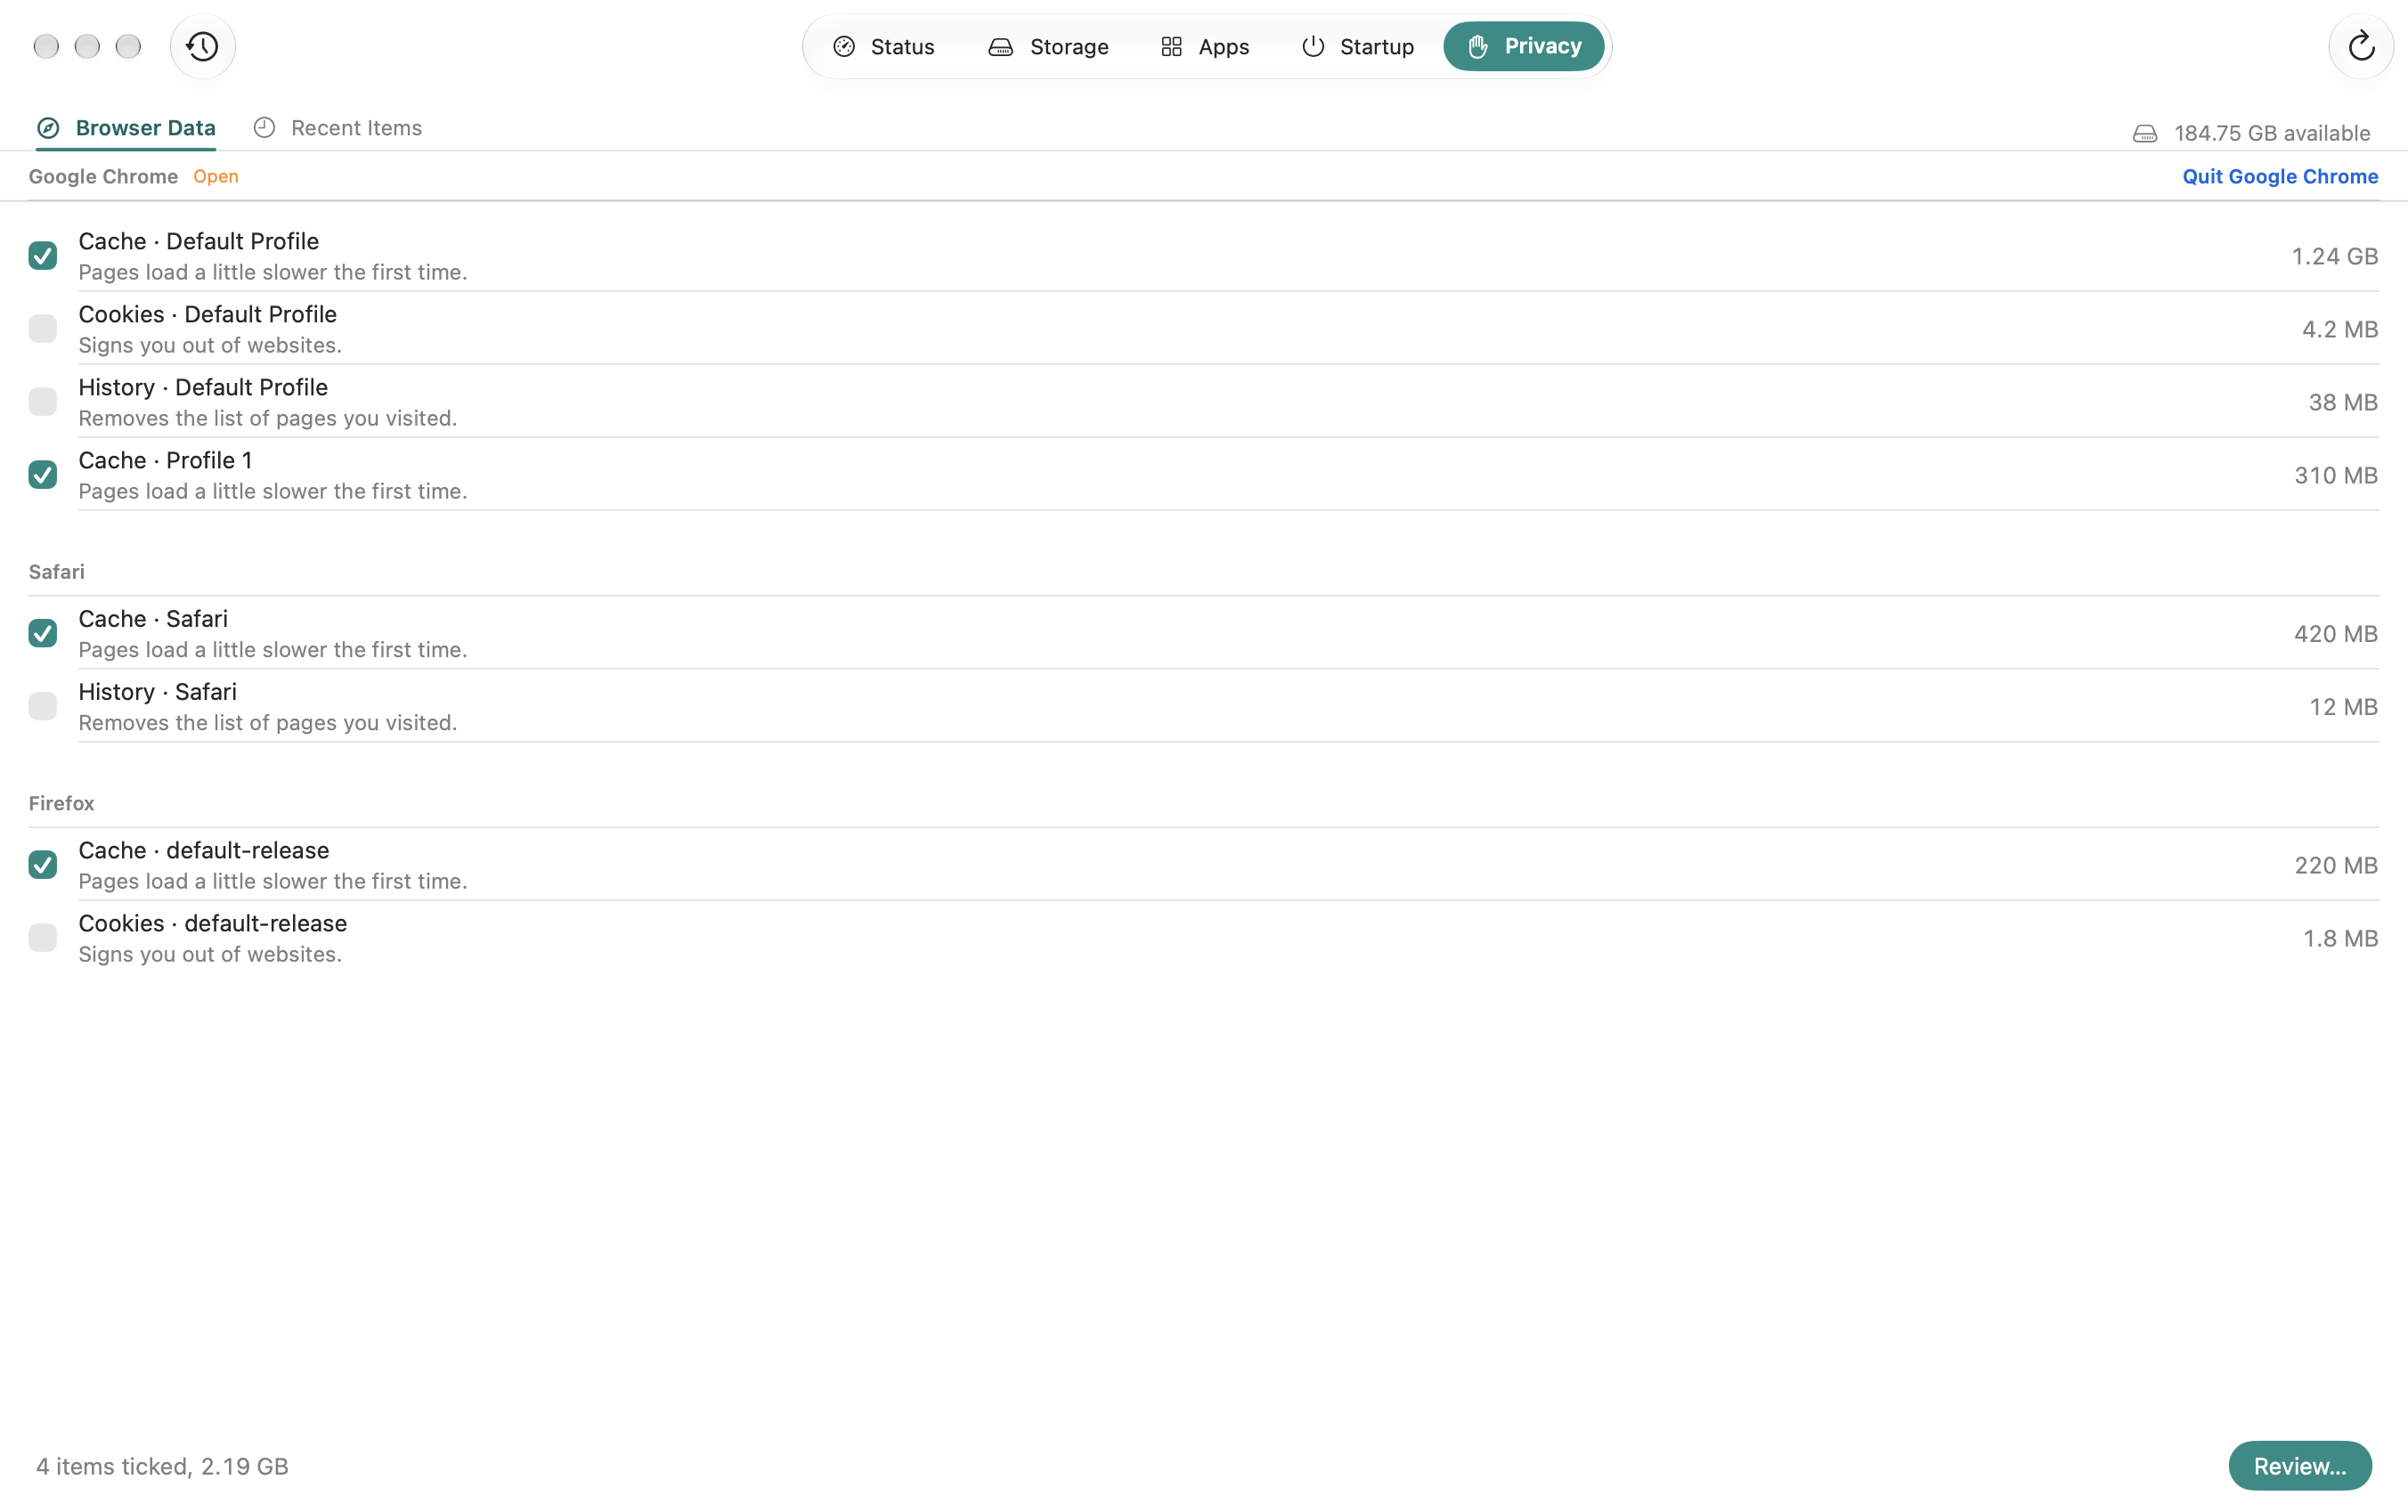 Status
Storage
Apps
Startup
Privacy
Browser Data
Recent Items
184.75 GB available
Google Chrome Open
Quit Google Chrome
Cache · Default Profile
Pages load a little slower the first time.
1.24 GB
Cookies · Default Profile
Signs you out of websites.
4.2 MB
History · Default Profile
Removes the list of pages you visited.
38 MB
Cache · Profile 1
Pages load a little slower the first time.
310 MB
Safari
Cache · Safari
Pages load a little slower the first time.
420 MB
History · Safari
Removes the list of pages you visited.
12 MB
Firefox
Cache · default-release
Pages load a little slower the first time.
220 MB
Cookies · default-release
Signs you out of websites.
1.8 MB
4 items ticked, 2.19 GB
Review...